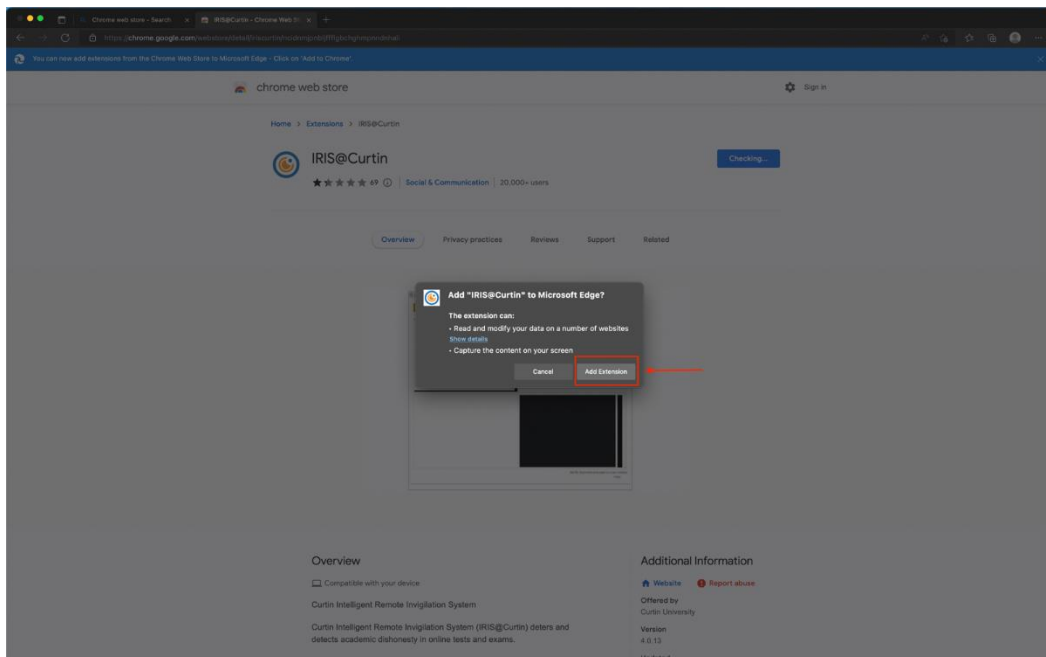 Chrome web store - Search
IRIS@Curtin - Chrome Web St
You can now add extensions from the Chrome Web Store to Microsoft Edge - Click on 'Add to Chrome'.
chrome web store
Sign in
Home > Extensions > IRIS@Curtin
IRIS@Curtin
Checking...
69 Social & Communication 20,000+ users
Overview Privacy practices Reviews Support Related
Add "IRIS@Curtin" to Microsoft Edge?
The extension can:
• Read and modify your data on a number of websites
Show details
• Capture the content on your screen
Cancel Add Extension
Overview
Additional Information
Compatible with your device
Website Report abuse
Curtin Intelligent Remote Invigilation System
Offered by
Curtin University
Curtin Intelligent Remote Invigilation System (IRIS@Curtin) deters and
detects academic dishonesty in online tests and exams.
Version
4.0.13